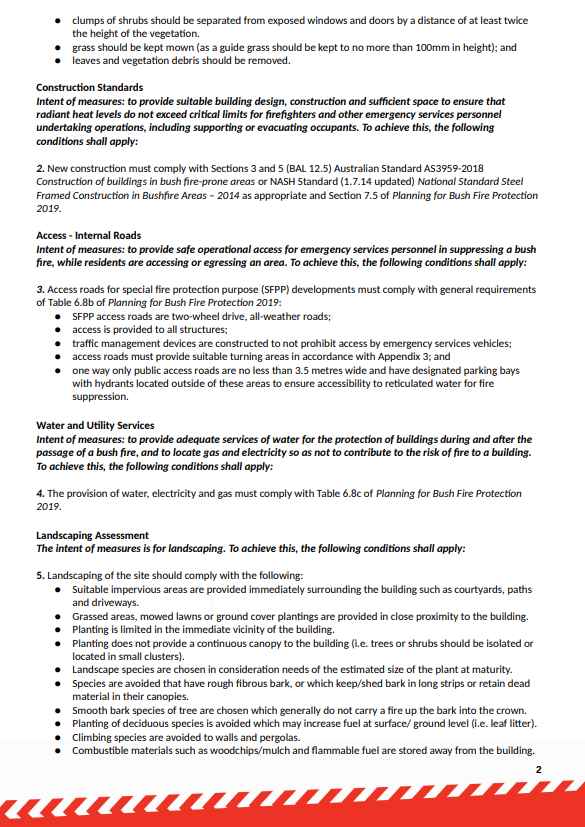 ● clumps of shrubs should be separated from exposed windows and doors by a distance of at least twice
the height of the vegetation.
● grass should be kept mown (as a guide grass should be kept to no more than 100mm in height); and
● leaves and vegetation debris should be removed.
Construction Standards
Intent of measures: to provide suitable building design, construction and sufficient space to ensure that
radiant heat levels do not exceed critical limits for firefighters and other emergency services personnel
undertaking operations, including supporting or evacuating occupants. To achieve this, the following
conditions shall apply:
2. New construction must comply with Sections 3 and 5 (BAL 12.5) Australian Standard AS3959-2018
Construction of buildings in bush fire-prone areas or NASH Standard (1.7.14 updated) National Standard Steel
Framed Construction in Bushfire Areas – 2014 as appropriate and Section 7.5 of Planning for Bush Fire Protection
2019.
Access - Internal Roads
Intent of measures: to provide safe operational access for emergency services personnel in suppressing a bush
fire, while residents are accessing or egressing an area. To achieve this, the following conditions shall apply:
3. Access roads for special fire protection purpose (SFPP) developments must comply with general requirements
of Table 6.8b of Planning for Bush Fire Protection 2019:
● SFPP access roads are two-wheel drive, all-weather roads;
● access is provided to all structures;
● traffic management devices are constructed to not prohibit access by emergency services vehicles;
● access roads must provide suitable turning areas in accordance with Appendix 3; and
● one way only public access roads are no less than 3.5 metres wide and have designated parking bays
with hydrants located outside of these areas to ensure accessibility to reticulated water for fire
suppression.
Water and Utility Services
Intent of measures: to provide adequate services of water for the protection of buildings during and after the
passage of a bush fire, and to locate gas and electricity so as not to contribute to the risk of fire to a building.
To achieve this, the following conditions shall apply:
4. The provision of water, electricity and gas must comply with Table 6.8c of Planning for Bush Fire Protection
2019.
Landscaping Assessment
The intent of measures is for landscaping. To achieve this, the following conditions shall apply:
5. Landscaping of the site should comply with the following:
● Suitable impervious areas are provided immediately surrounding the building such as courtyards, paths
and driveways.
● Grassed areas, mowed lawns or ground cover plantings are provided in close proximity to the building.
● Planting is limited in the immediate vicinity of the building.
● Planting does not provide a continuous canopy to the building (i.e. trees or shrubs should be isolated or
located in small clusters).
● Landscape species are chosen in consideration needs of the estimated size of the plant at maturity.
● Species are avoided that have rough fibrous bark, or which keep/shed bark in long strips or retain dead
material in their canopies.
● Smooth bark species of tree are chosen which generally do not carry a fire up the bark into the crown.
● Planting of deciduous species is avoided which may increase fuel at surface/ ground level (i.e. leaf litter).
● Climbing species are avoided to walls and pergolas.
● Combustible materials such as woodchips/mulch and flammable fuel are stored away from the building.
2